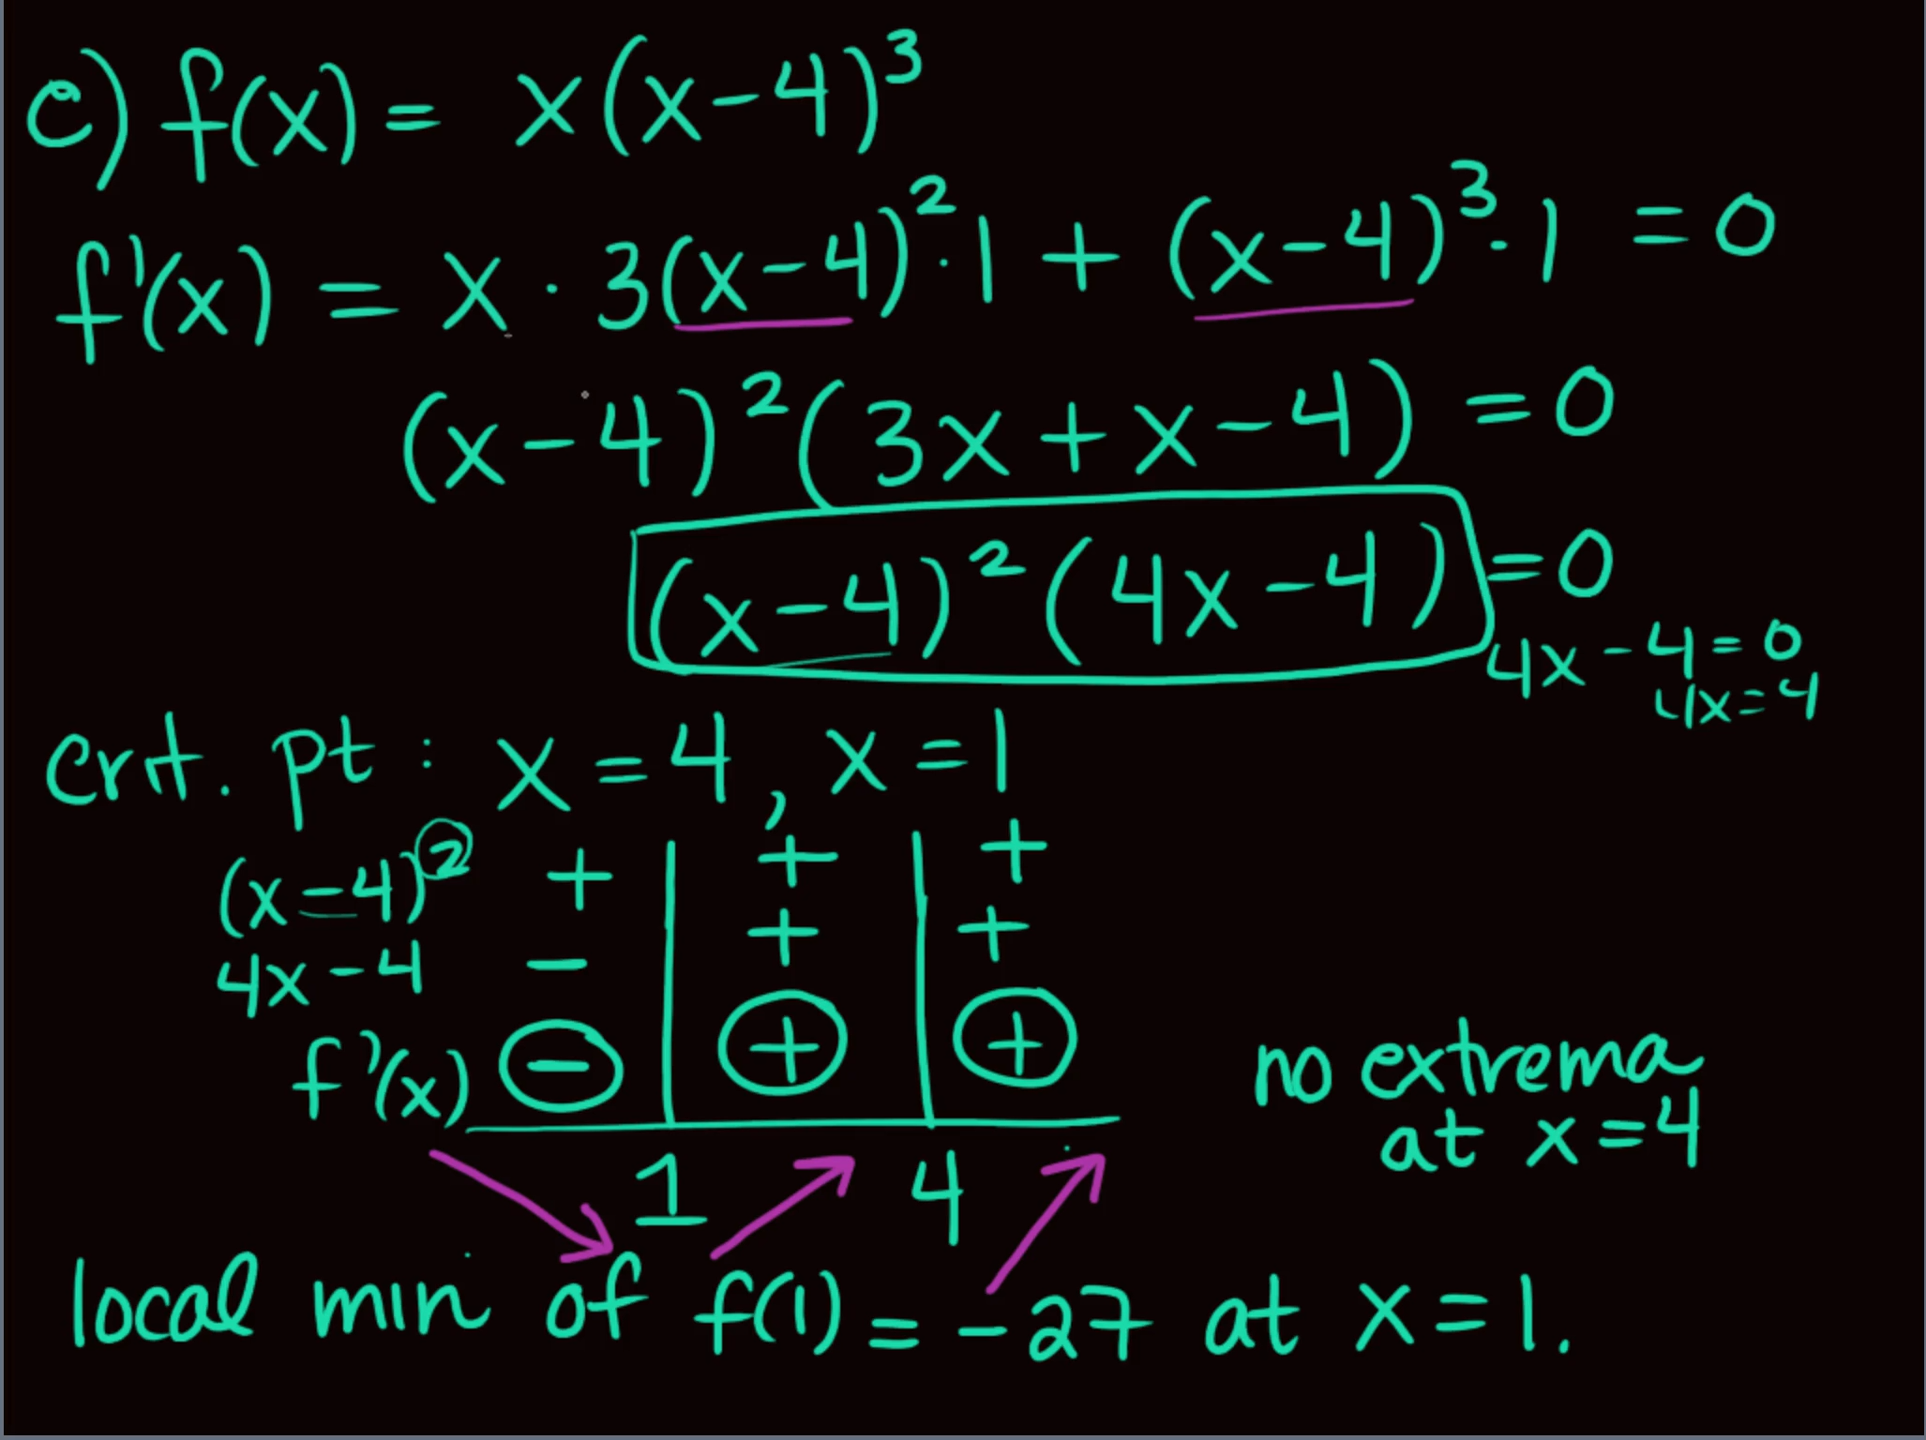 e) f(x) = x(x-4)³
f'(x) = x · 3(x-4)² · 1 + (x-4)³ · 1 = 0
(x-4)²(3x+x-4) = 0
(x-4)²(4x-4) = 0
4x-4=0
4x=4
crit. pt : x=4, x=1
(x-4)² + + +
4x-4 - + +
f'(x) - + +
no extrema
at x=4
1 4
local min of f(1) = -27 at x=1.